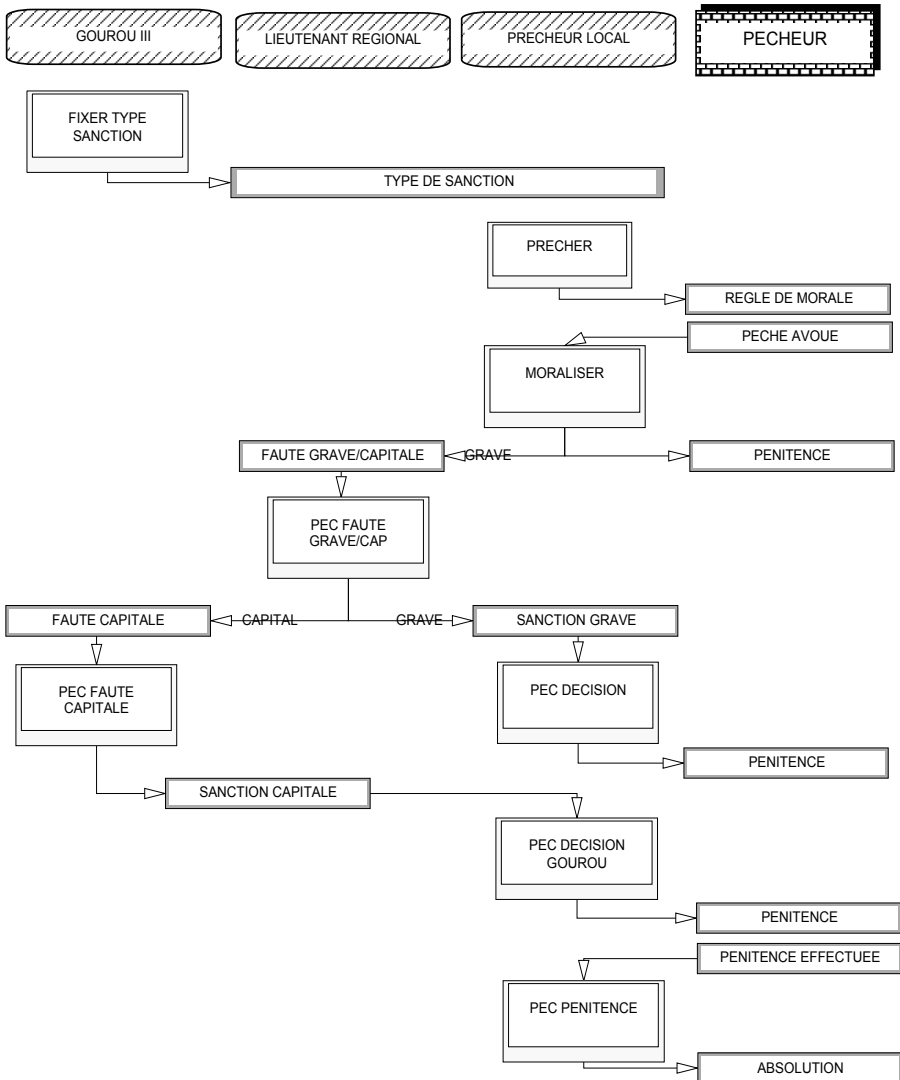 GOUROU III
LIEUTENANT REGIONAL
PRECHEUR LOCAL
PECHEUR
FIXER TYPE
SANCTION
TYPE DE SANCTION
PRECHER
REGLE DE MORALE
PECHE AVOUE
MORALISER
FAUTE GRAVE/CAPITALE
GRAVE
PENITENCE
PEC FAUTE
GRAVE/CAP
FAUTE CAPITALE
CAPITAL
GRAVE
SANCTION GRAVE
PEC FAUTE
CAPITALE
PEC DECISION
PENITENCE
SANCTION CAPITALE
PEC DECISION
GOUROU
PENITENCE
PENITENCE EFFECTUEE
PEC PENITENCE
ABSOLUTION